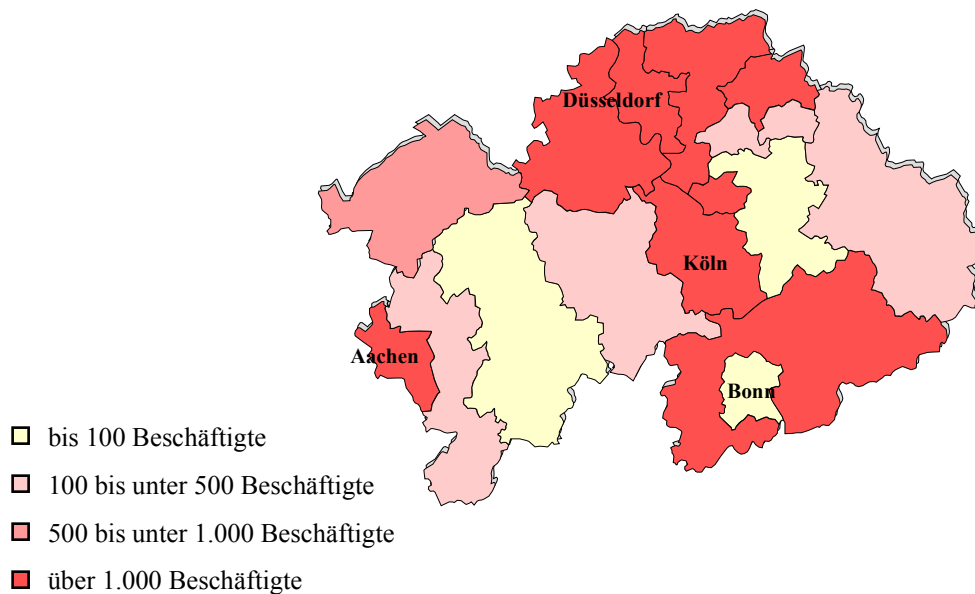 Düsseldorf
Köln
Aachen
Bonn
bis 100 Beschäftigte
100 bis unter 500 Beschäftigte
500 bis unter 1.000 Beschäftigte
über 1.000 Beschäftigte